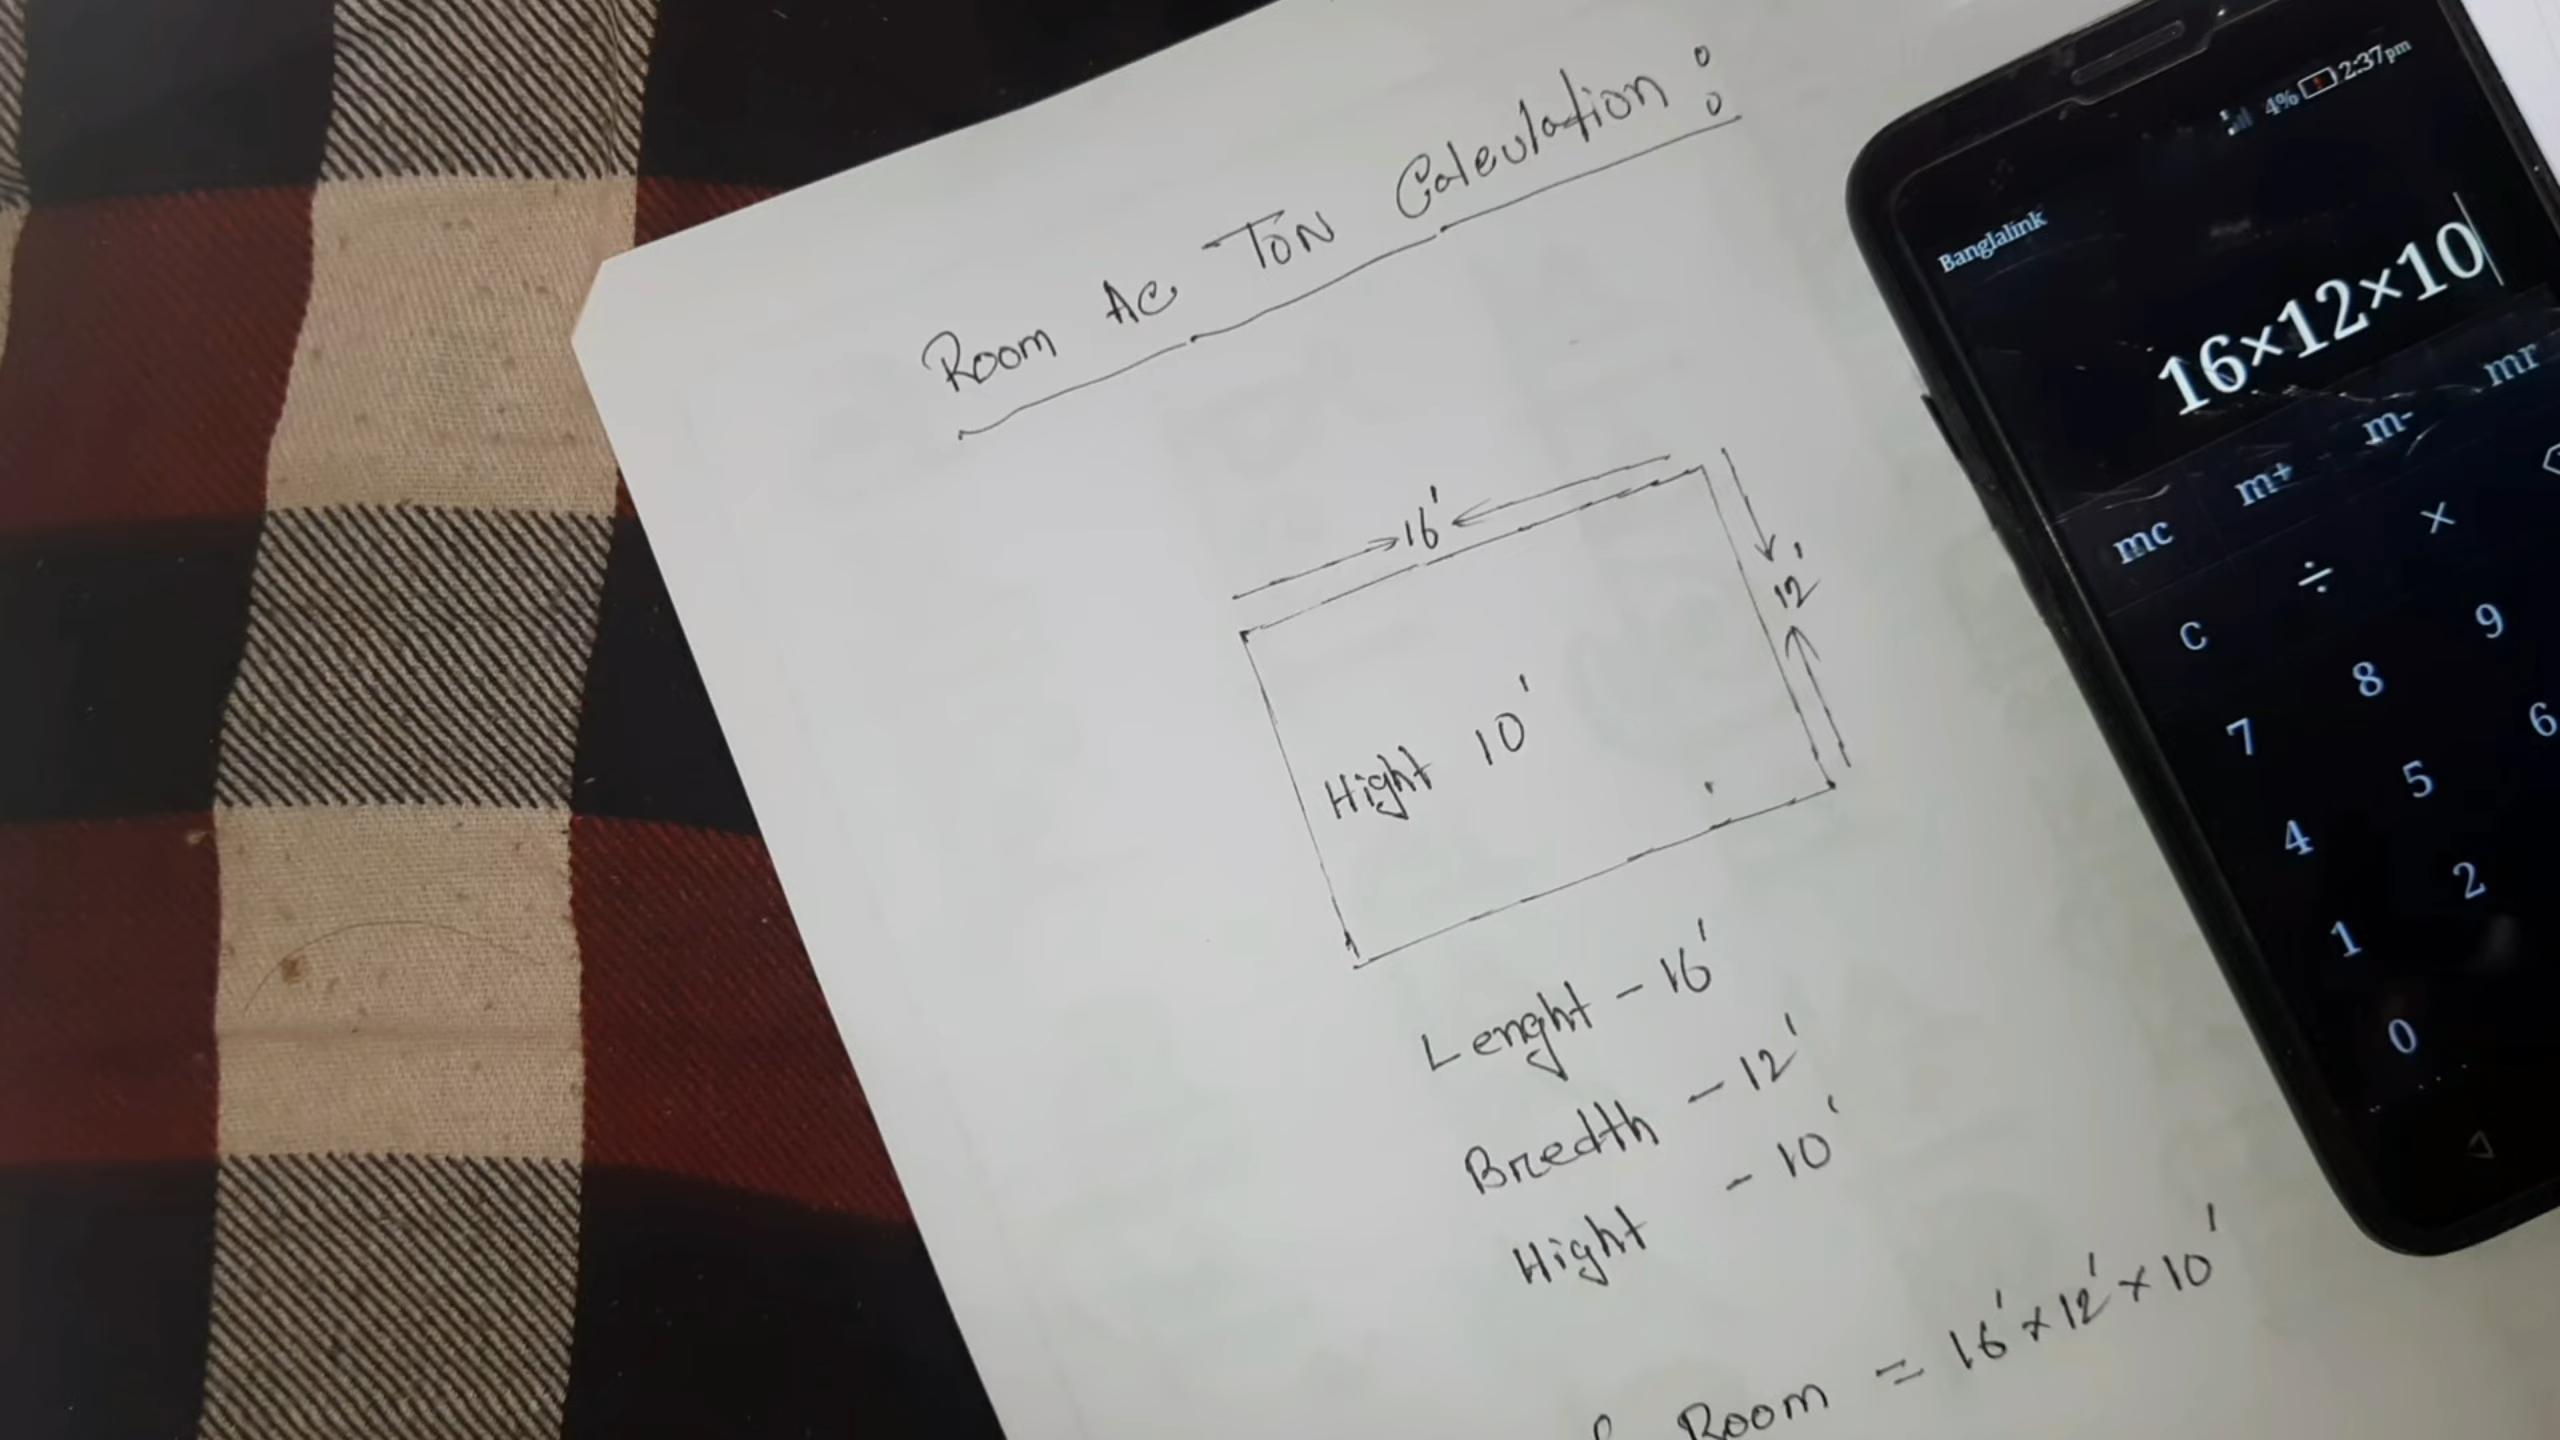 Room AC TON Calculation :
16'
12'
Hight 10'
Lenght - 16'
Bredth - 12'
Hight - 10'
Room = 16' × 12' × 10'
Banglalink
4% 2:37pm
16×12×10
mc m+ m- mr
C ÷ ×
7 8 9
4 5 6
1 2
0